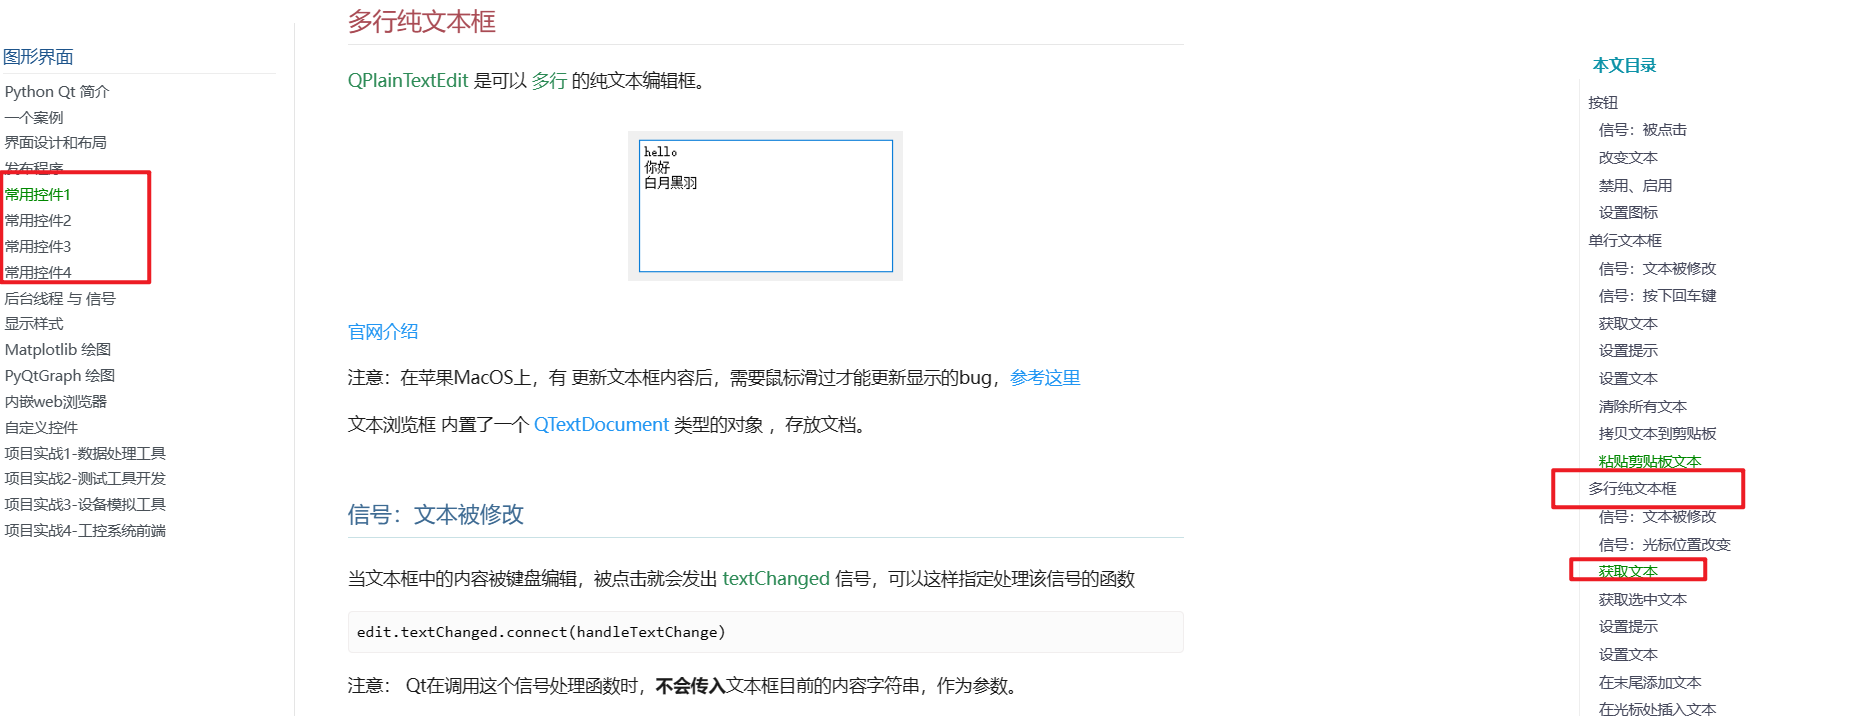 图形界面
Python Qt 简介
一个案例
界面设计和布局
发布程序
常用控件1
常用控件2
常用控件3
常用控件4
后台线程 与 信号
显示样式
Matplotlib 绘图
PyQtGraph 绘图
内嵌web浏览器
自定义控件
项目实战1-数据处理工具
项目实战2-测试工具开发
项目实战3-设备模拟工具
项目实战4-工控系统前端
多行纯文本框
QPlainTextEdit 是可以 多行 的纯文本编辑框。
hello
你好
白月黑羽
官网介绍
注意：在苹果MacOS上，有 更新文本框内容后，需要鼠标滑过才能更新显示的bug，参考这里
文本浏览框 内置了一个 QTextDocument 类型的对象 ，存放文档。
信号：文本被修改
当文本框中的内容被键盘编辑，被点击就会发出 textChanged 信号，可以这样指定处理该信号的函数
edit.textChanged.connect(handleTextChange)
注意： Qt在调用这个信号处理函数时，不会传入文本框目前的内容字符串，作为参数。
本文目录
按钮
信号：被点击
改变文本
禁用、启用
设置图标
单行文本框
信号：文本被修改
信号：按下回车键
获取文本
设置提示
设置文本
清除所有文本
拷贝文本到剪贴板
粘贴剪贴板文本
多行纯文本框
信号：文本被修改
信号：光标位置改变
获取文本
获取选中文本
设置提示
设置文本
在末尾添加文本
在光标处插入文本